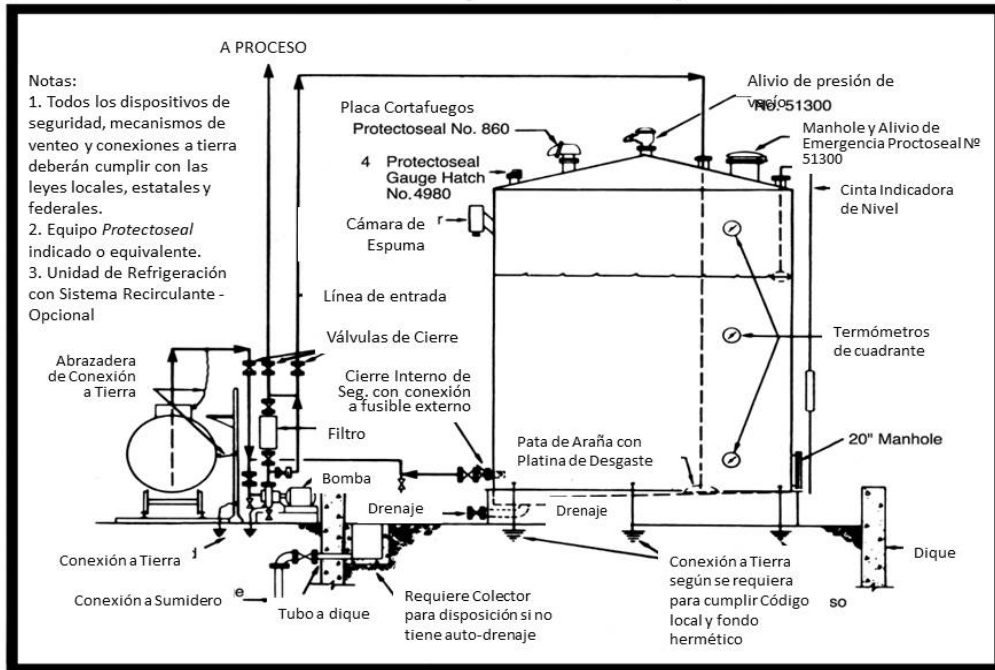 A PROCESO
Notas:
1. Todos los dispositivos de
seguridad, mecanismos de
venteo y conexiones a tierra
deberán cumplir con las
leyes locales, estatales y
federales.
2. Equipo Protectoseal
indicado o equivalente.
3. Unidad de Refrigeración
con Sistema Recirculante -
Opcional
Placa Cortafuegos
Protectoseal No. 860
4 Protectoseal
Gauge Hatch
No. 4980
Cámara de
Espuma
r
Alivio de presión de
vacío
No. 51300
Manhole y Alivio de
Emergencia Proctoseal Nº
51300
Cinta Indicadora
de Nivel
Línea de entrada
Válvulas de Cierre
Abrazadera
de Conexión
a Tierra
Cierre Interno de
Seg. con conexión
a fusible externo
Termómetros
de cuadrante
Filtro
Pata de Araña con
Platina de Desgaste
20" Manhole
Bomba
Drenaje
Drenaje
Conexión a Tierra
Conexión a Sumidero
e
Tubo a dique
Requiere Colector
para disposición si no
tiene auto-drenaje
Conexión a Tierra
según se requiera
para cumplir Código
local y fondo
hermético
so
Dique